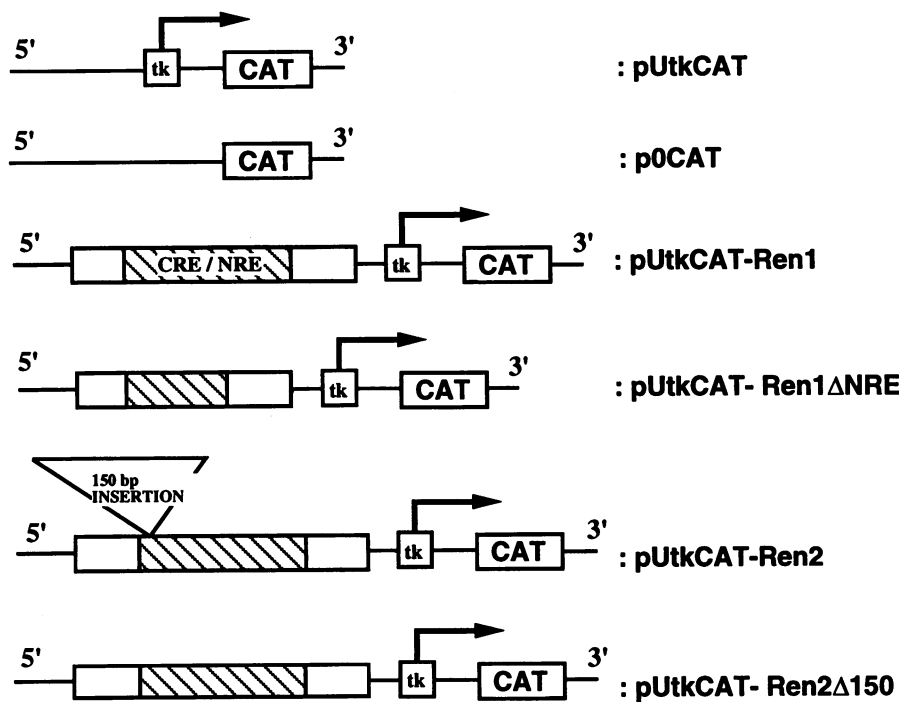 5' tk CAT 3' : pUtkCAT
5' CAT 3' : p0CAT
5' CRE / NRE tk CAT 3' : pUtkCAT-Ren1
5' tk CAT 3' : pUtkCAT- Ren1ΔNRE
150 bp
INSERTION
5' tk CAT 3' : pUtkCAT-Ren2
5' tk CAT 3' : pUtkCAT- Ren2Δ150